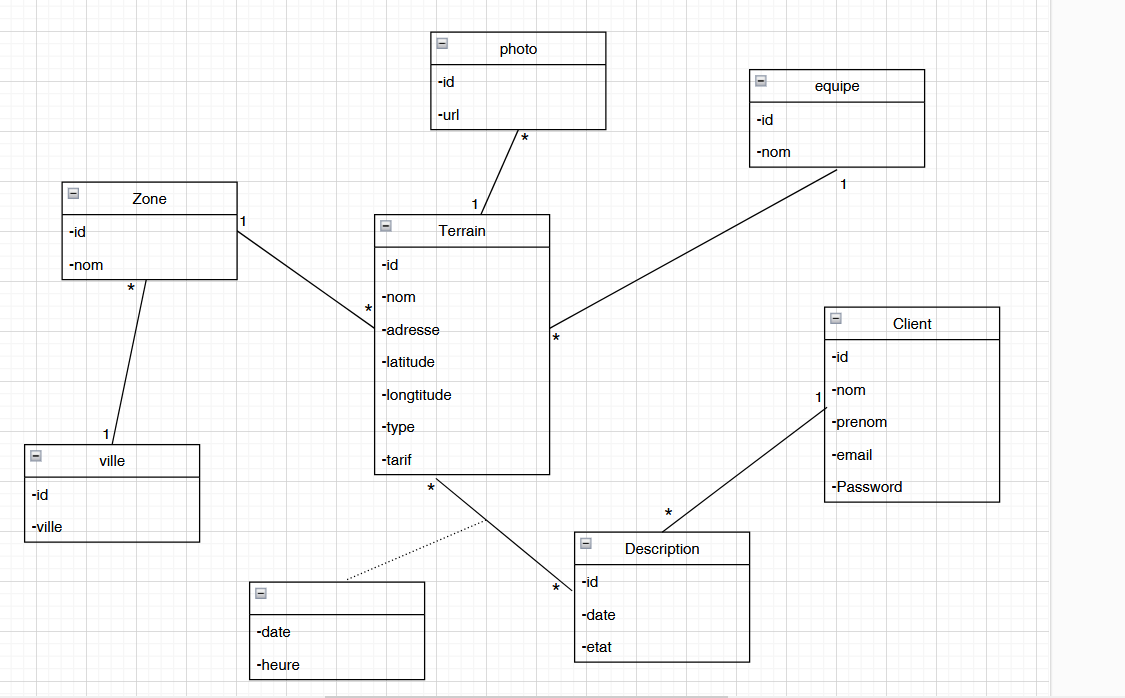 photo
-id
-url
*
equipe
-id
-nom
1
Zone
-id
-nom
1
*
1
Terrain
-id
-nom
-adresse
-latitude
-longtitude
-type
-tarif
*
*
*
Client
-id
-nom
-prenom
-email
-Password
1
*
1
ville
-id
-ville
Description
-id
-date
-etat
*
-date
-heure